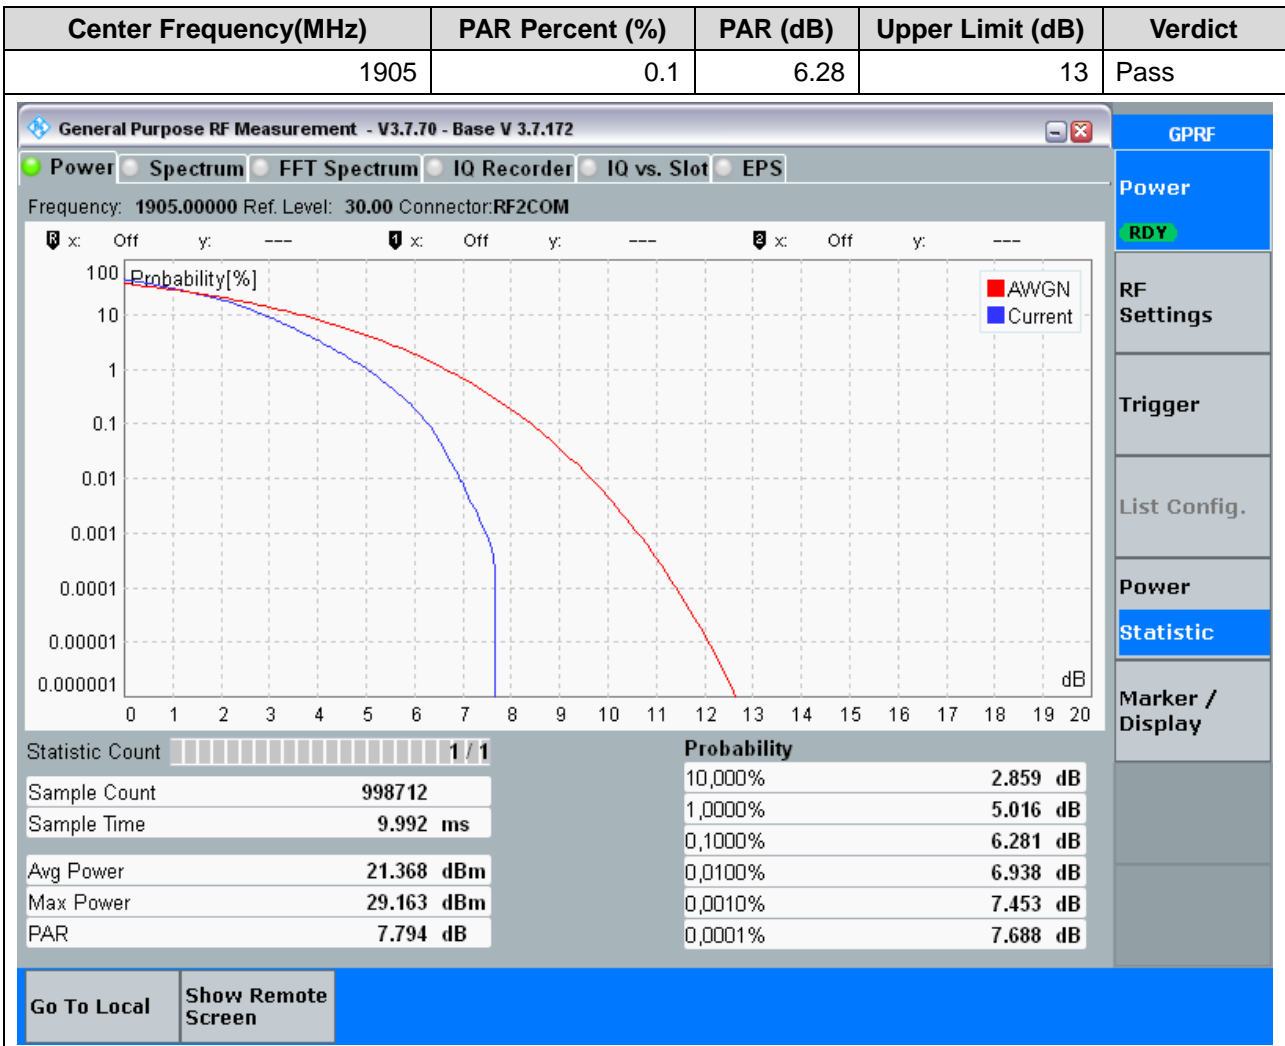 Center Frequency(MHz) PAR Percent (%) PAR (dB) Upper Limit (dB) Verdict
1905 0.1 6.28 13 Pass
General Purpose RF Measurement - V3.7.70 - Base V 3.7.172
GPRF
Power Spectrum FFT Spectrum IQ Recorder IQ vs. Slot EPS
Power
RDY
Frequency: 1905.00000 Ref. Level: 30.00 Connector:RF2COM
R x: Off y: --- 1 x: Off y: --- 2 x: Off y: ---
Probability[%]
AWGN
Current
100
10
1
0.1
0.01
0.001
0.0001
0.00001
0.000001
dB
0 1 2 3 4 5 6 7 8 9 10 11 12 13 14 15 16 17 18 19 20
RF
Settings
Trigger
List Config.
Power
Statistic
Marker /
Display
Statistic Count 1 / 1
Sample Count 998712
Sample Time 9.992 ms
Avg Power 21.368 dBm
Max Power 29.163 dBm
PAR 7.794 dB
Probability
10,000% 2.859 dB
1,0000% 5.016 dB
0,1000% 6.281 dB
0,0100% 6.938 dB
0,0010% 7.453 dB
0,0001% 7.688 dB
Go To Local
Show Remote
Screen